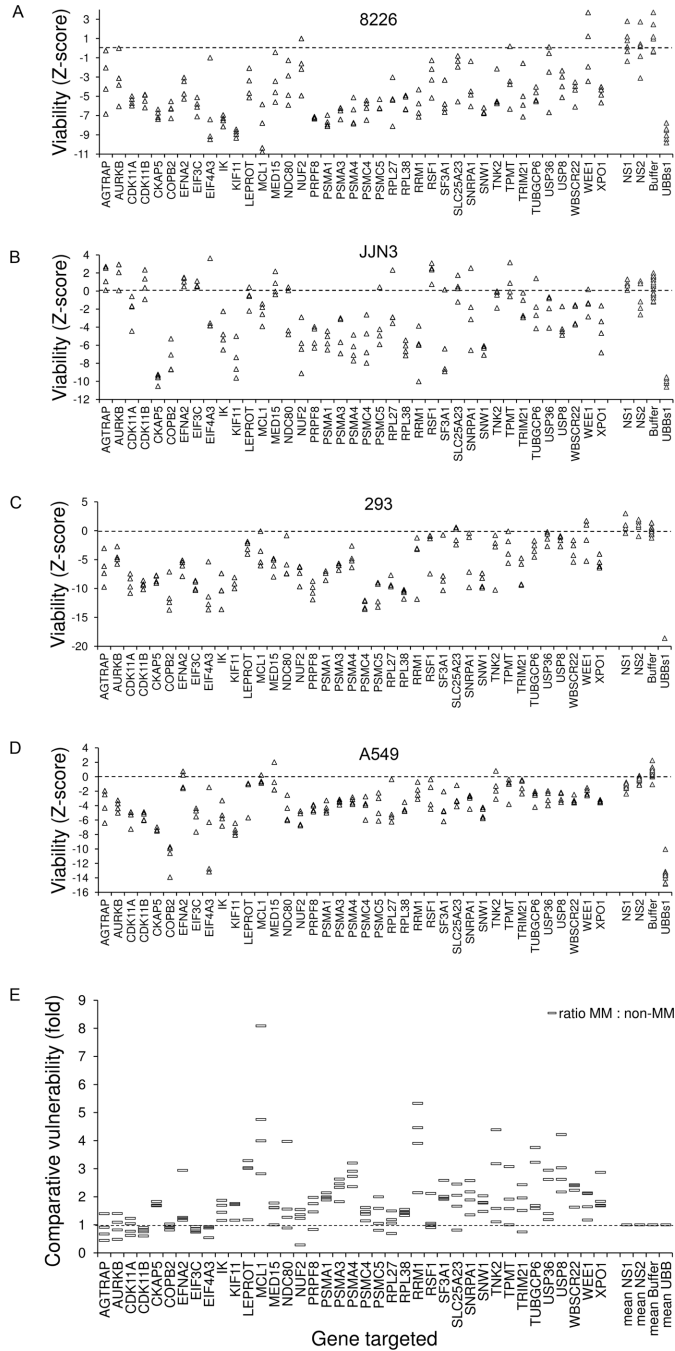 A
8226
Viability (Z-score)
3
1
-1
-3
-5
-7
-9
-11
AGTRAP
AURKB
CDK11A
CDK11B
CKAP5
COPB2
EFNA2
EIF3C
EIF4A3
IK
KIF11
LEPROT
MCL1
MED15
NDC80
NUF2
PRPF8
PSMA1
PSMA3
PSMA4
PSMC4
PSMC5
RPL27
RPL38
RRM1
RSF1
SF3A1
SLC25A23
SNRPA1
SNW1
TNK2
TPMT
TRIM21
TUBGCP6
USP36
USP8
WBSCR22
WEE1
XPO1
NS1
NS2
Buffer
UBBs1
B
JJN3
Viability (Z-score)
4
2
0
-2
-4
-6
-8
-10
-12
AGTRAP
AURKB
CDK11A
CDK11B
CKAP5
COPB2
EFNA2
EIF3C
EIF4A3
IK
KIF11
LEPROT
MCL1
MED15
NDC80
NUF2
PRPF8
PSMA1
PSMA3
PSMA4
PSMC4
PSMC5
RPL27
RPL38
RRM1
RSF1
SF3A1
SLC25A23
SNRPA1
SNW1
TNK2
TPMT
TRIM21
TUBGCP6
USP36
USP8
WBSCR22
WEE1
XPO1
NS1
NS2
Buffer
UBBs1
C
293
Viability (Z-score)
5
0
-5
-10
-15
-20
AGTRAP
AURKB
CDK11A
CDK11B
CKAP5
COPB2
EFNA2
EIF3C
EIF4A3
IK
KIF11
LEPROT
MCL1
MED15
NDC80
NUF2
PRPF8
PSMA1
PSMA3
PSMA4
PSMC4
PSMC5
RPL27
RPL38
RRM1
RSF1
SF3A1
SLC25A23
SNRPA1
SNW1
TNK2
TPMT
TRIM21
TUBGCP6
USP36
USP8
WBSCR22
WEE1
XPO1
NS1
NS2
Buffer
UBBs1
D
A549
Viability (Z-score)
4
2
0
-2
-4
-6
-8
-10
-12
-14
-16
AGTRAP
AURKB
CDK11A
CDK11B
CKAP5
COPB2
EFNA2
EIF3C
EIF4A3
IK
KIF11
LEPROT
MCL1
MED15
NDC80
NUF2
PRPF8
PSMA1
PSMA3
PSMA4
PSMC4
PSMC5
RPL27
RPL38
RRM1
RSF1
SF3A1
SLC25A23
SNRPA1
SNW1
TNK2
TPMT
TRIM21
TUBGCP6
USP36
USP8
WBSCR22
WEE1
XPO1
NS1
NS2
Buffer
UBBs1
E
ratio MM : non-MM
Comparative vulnerability (fold)
9
8
7
6
5
4
3
2
1
0
AGTRAP
AURKB
CDK11A
CDK11B
CKAP5
COPB2
EFNA2
EIF3C
EIF4A3
IK
KIF11
LEPROT
MCL1
MED15
NDC80
NUF2
PRPF8
PSMA1
PSMA3
PSMA4
PSMC4
PSMC5
RPL27
RPL38
RRM1
RSF1
SF3A1
SLC25A23
SNRPA1
SNW1
TNK2
TPMT
TRIM21
TUBGCP6
USP36
USP8
WBSCR22
WEE1
XPO1
mean NS1
mean NS2
mean Buffer
mean UBB
Gene targeted